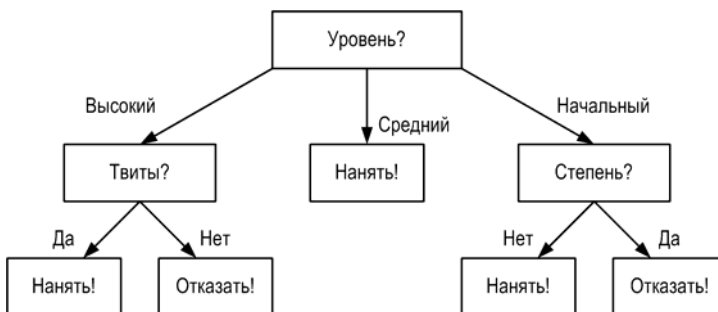 Уровень?
Высокий
Средний
Начальный
Твиты?
Нанять!
Степень?
Да
Нет
Нет
Да
Нанять!
Отказать!
Нанять!
Отказать!